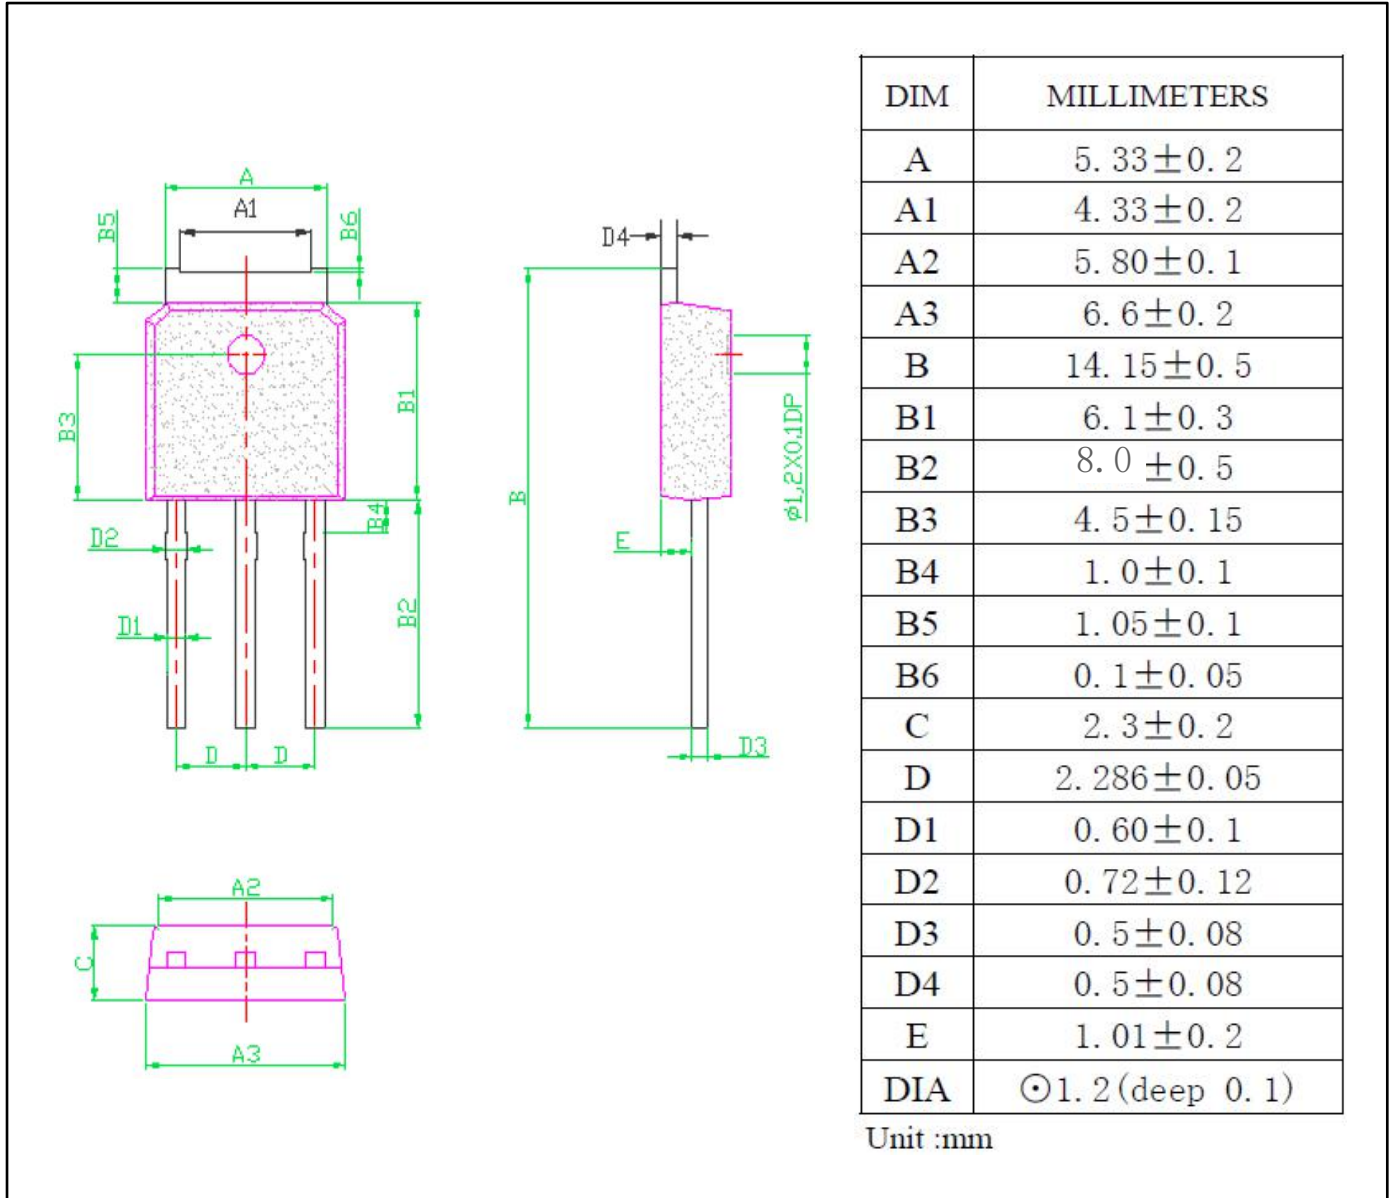 A
A1
B5
B6
B3
B1
D2
B4
D1
B2
D D
A2
C
A3
D4
B
E
ø1,2X0.1DP
D3
DIM MILLIMETERS
A 5.33±0.2
A1 4.33±0.2
A2 5.80±0.1
A3 6.6±0.2
B 14.15±0.5
B1 6.1±0.3
B2 8.0 ±0.5
B3 4.5±0.15
B4 1.0±0.1
B5 1.05±0.1
B6 0.1±0.05
C 2.3±0.2
D 2.286±0.05
D1 0.60±0.1
D2 0.72±0.12
D3 0.5±0.08
D4 0.5±0.08
E 1.01±0.2
DIA ⊙1.2(deep 0.1)
Unit :mm